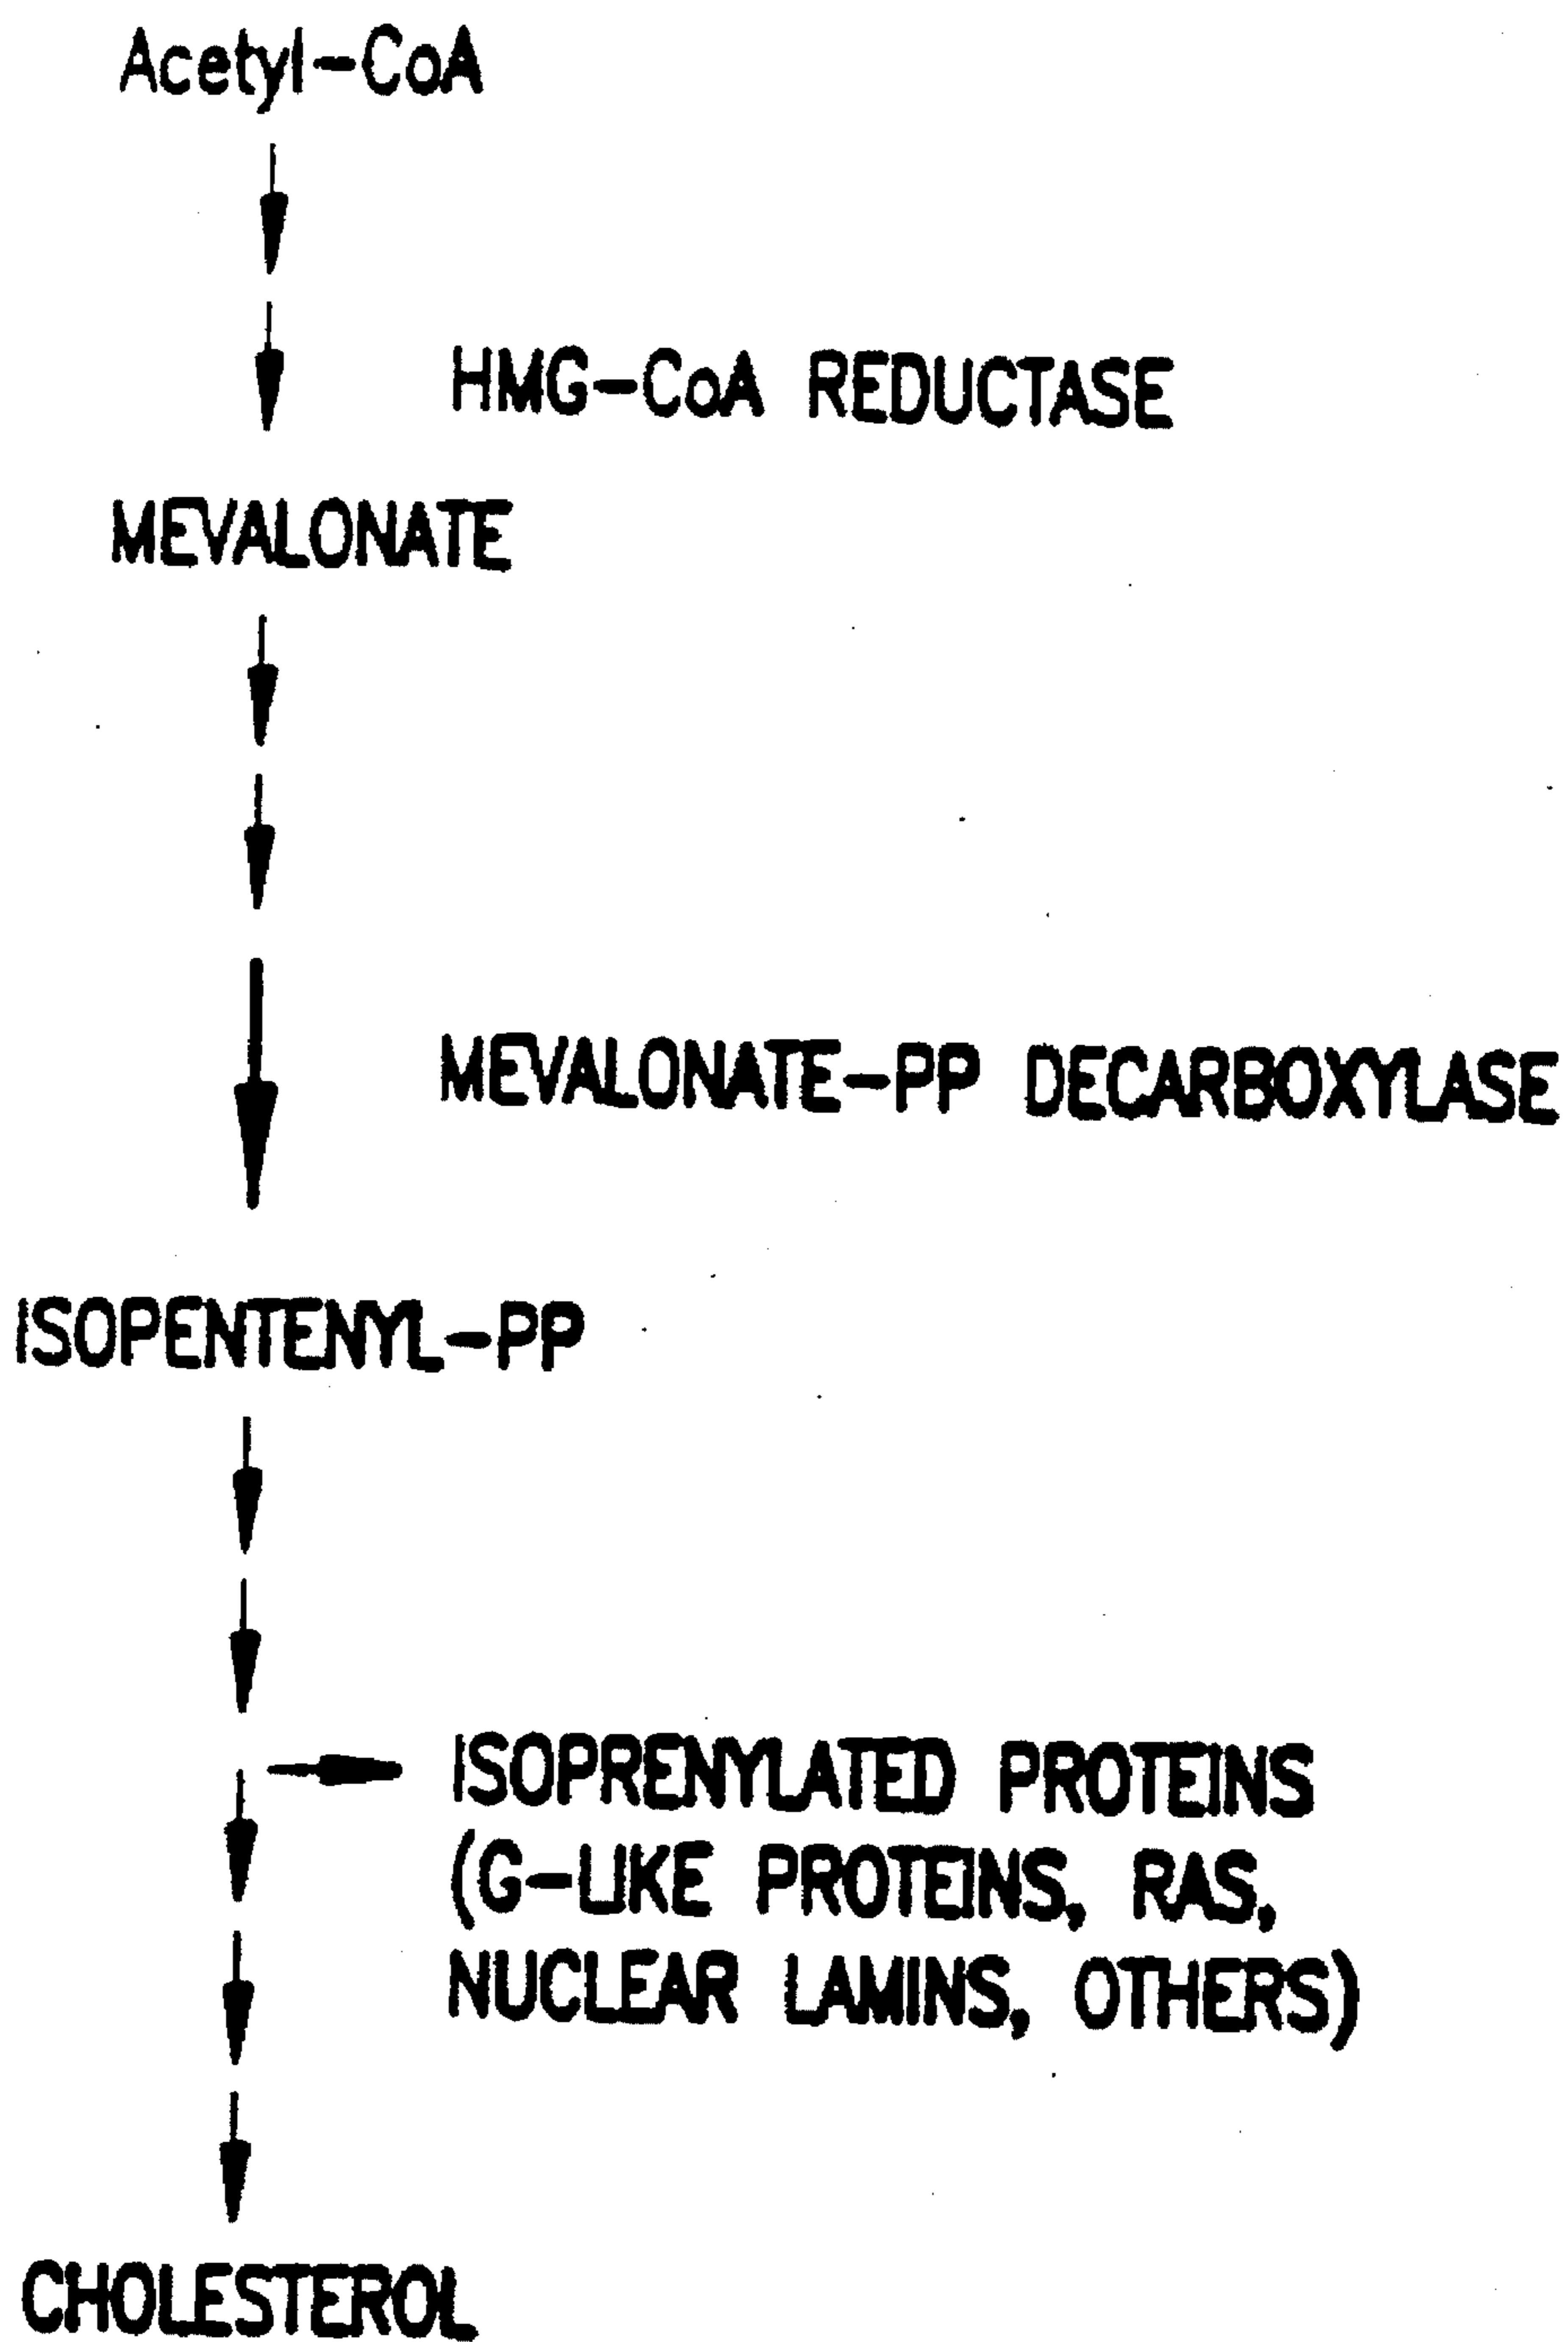 Acetyl-CoA
HMG-CoA REDUCTASE
MEVALONATE
MEVALONATE-PP DECARBOXYLASE
ISOPENTENYL-PP
ISOPRENYLATED PROTEINS
(G-LIKE PROTEINS, RAS,
NUCLEAR LAMINS, OTHERS)
CHOLESTEROL